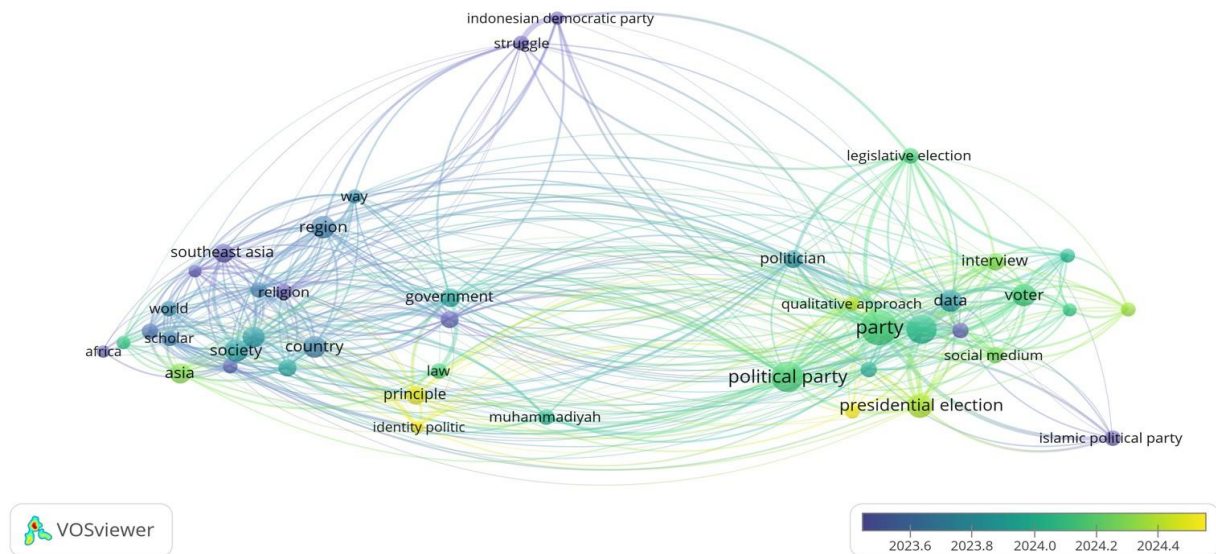 indonesian democratic party
struggle
legislative election
way
region
southeast asia
politician
interview
religion
government
world
qualitative approach
data
voter
scholar
party
africa
society
country
social medium
asia
law
political party
principle
presidential election
muhammadiyah
identity politic
islamic political party
VOSviewer
2023.6 2023.8 2024.0 2024.2 2024.4